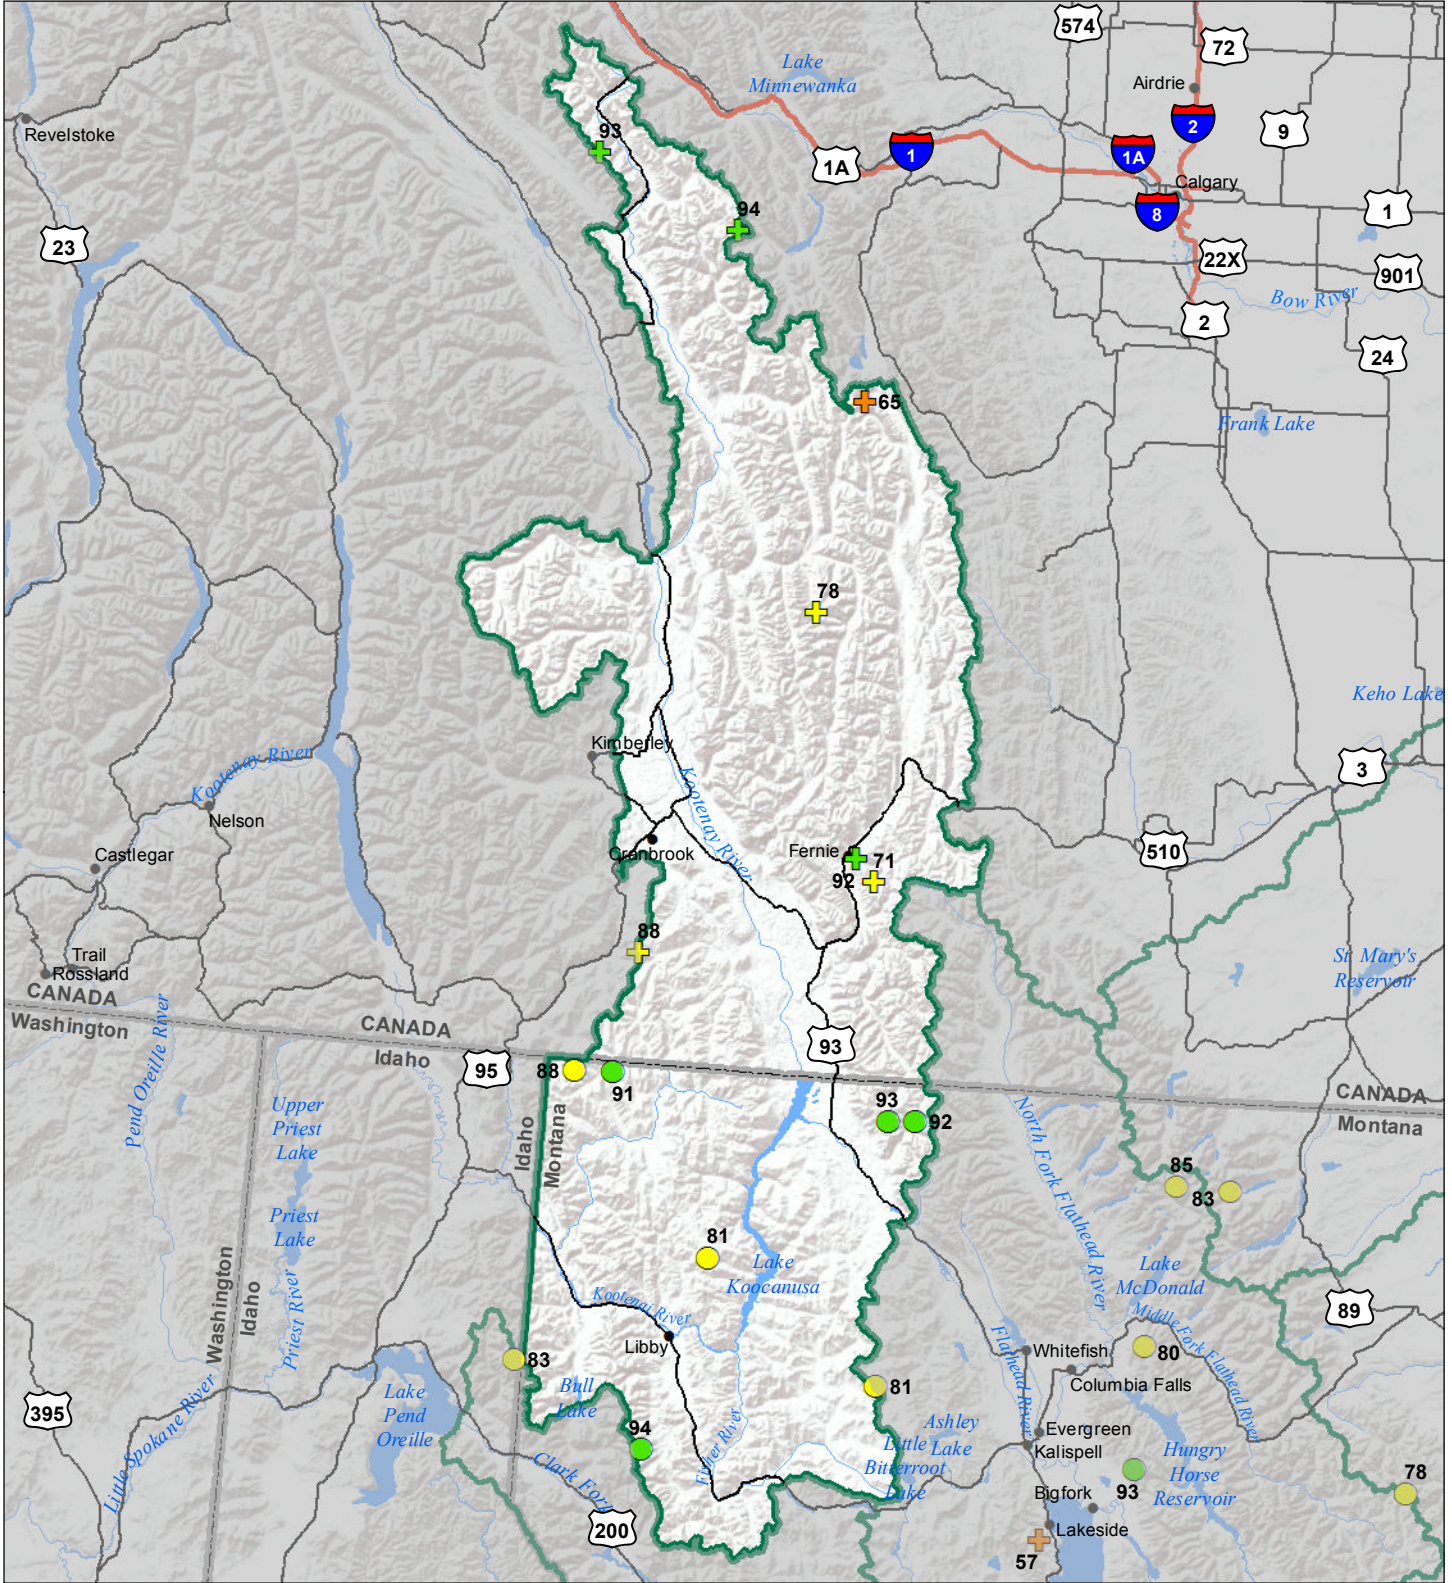 574
72
Lake
Minnewanka
Airdrie
2
9
Revelstoke
93
1A
1
1A
Calgary
94
8
1
23
22X
901
Bow River
2
24
65
Frank Lake
78
Keho Lake
Kimberley
3
Kootenay River
Kootenay River
Nelson
Castlegar
Cranbrook
Fernie
71
92
510
88
Trail
Rossland
St. Mary's
Reservoir
CANADA
Washington
CANADA
Idaho
93
95
88
91
CANADA
Montana
Pend Oreille River
Upper
Priest
Lake
Idaho
Montana
93
92
North Fork Flathead River
85
83
Priest
Lake
81
Lake
Koocanusa
Lake
McDonald
Washington
Idaho
Priest River
Kootenai River
Middle Fork Flathead River
89
Libby
Flathead River
Whitefish
80
83
Columbia Falls
Bull
Lake
81
395
Lake
Pend
Oreille
Little Spokane River
94
Fisher River
Ashley
Lake
Evergreen
Kalispell
Little
Bitterroot
Lake
Clark Fork
Hungry
Horse
Reservoir
93
78
Bigfork
200
Lakeside
57